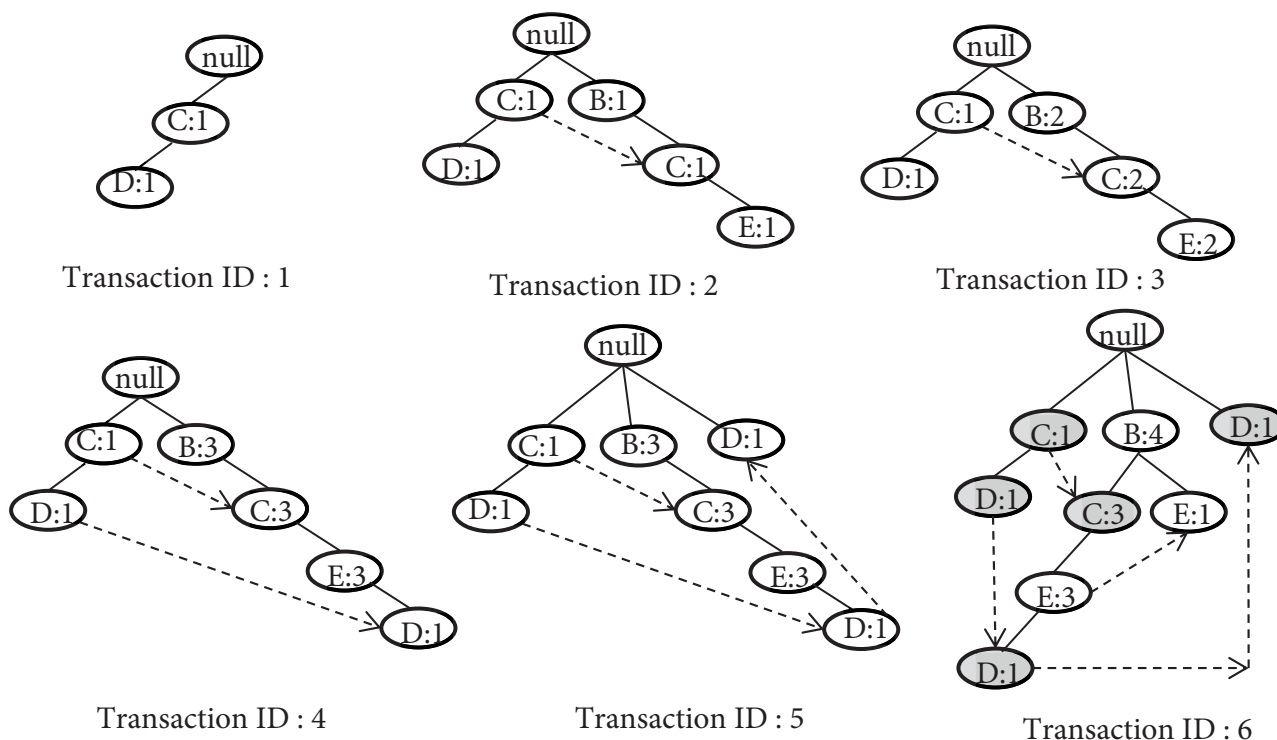 null
C:1
D:1
Transaction ID : 1
null
C:1 B:1
D:1 C:1
E:1
Transaction ID : 2
null
C:1 B:2
D:1 C:2
E:2
Transaction ID : 3
null
C:1 B:3
D:1 C:3
E:3
D:1
Transaction ID : 4
null
C:1 B:3 D:1
D:1 C:3
E:3
D:1
Transaction ID : 5
null
C:1 B:4 D:1
D:1 C:3 E:1
E:3
D:1
Transaction ID : 6